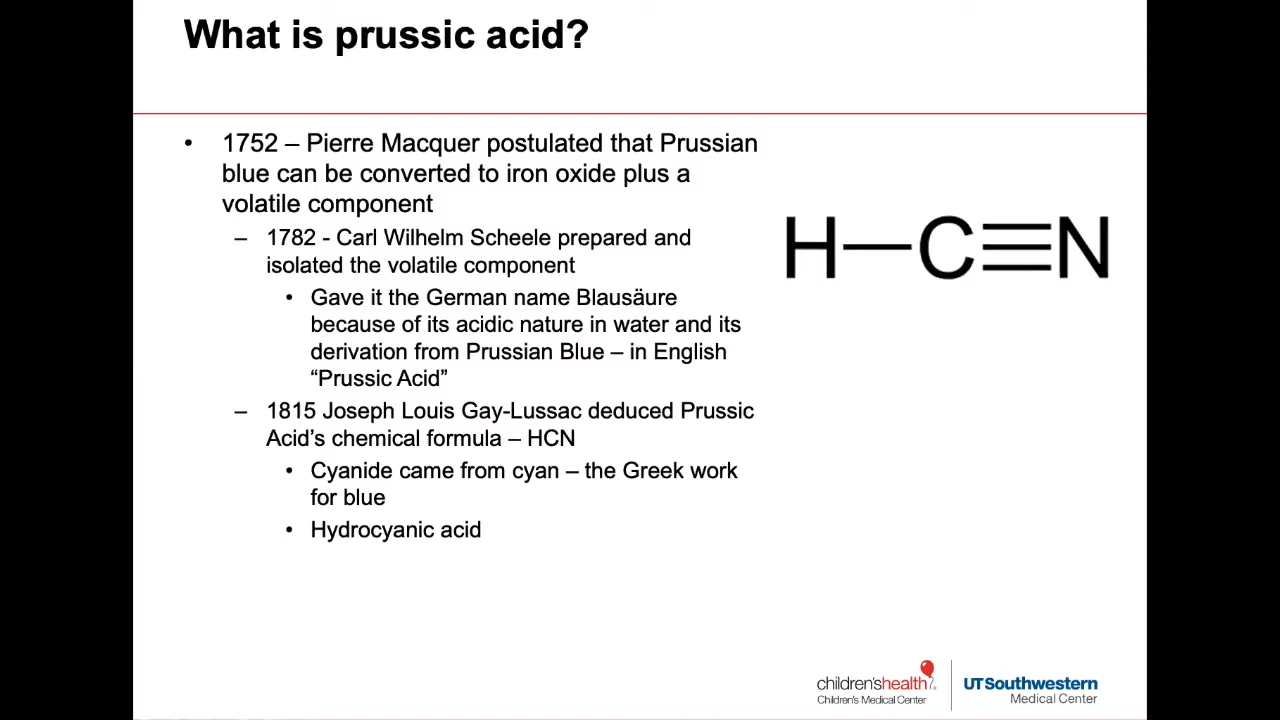 What is prussic acid?
• 1752 – Pierre Macquer postulated that Prussian
blue can be converted to iron oxide plus a
volatile component
– 1782 - Carl Wilhelm Scheele prepared and
isolated the volatile component
• Gave it the German name Blausäure
because of its acidic nature in water and its
derivation from Prussian Blue – in English
“Prussic Acid”
– 1815 Joseph Louis Gay-Lussac deduced Prussic
Acid’s chemical formula – HCN
• Cyanide came from cyan – the Greek work
for blue
• Hydrocyanic acid
H—C≡N
children'shealth
Children's Medical Center
UTSouthwestern
Medical Center